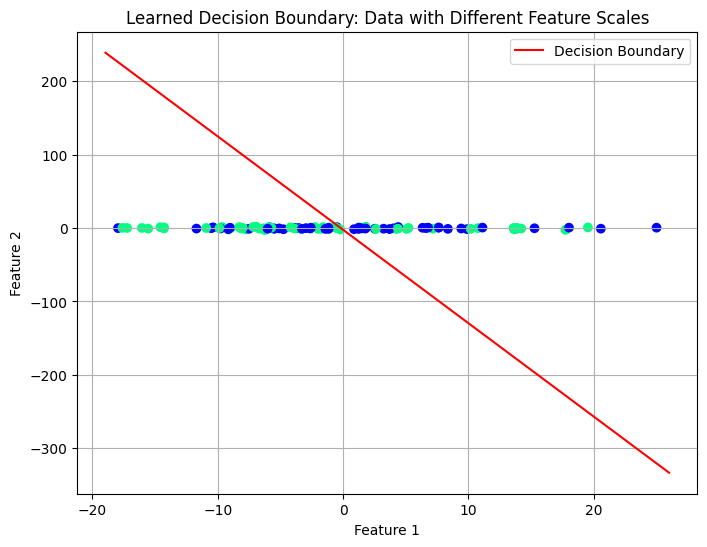 Learned Decision Boundary: Data with Different Feature Scales
Decision Boundary
Feature 2
200
100
0
−100
−200
−300
−20
−10
0
10
20
Feature 1